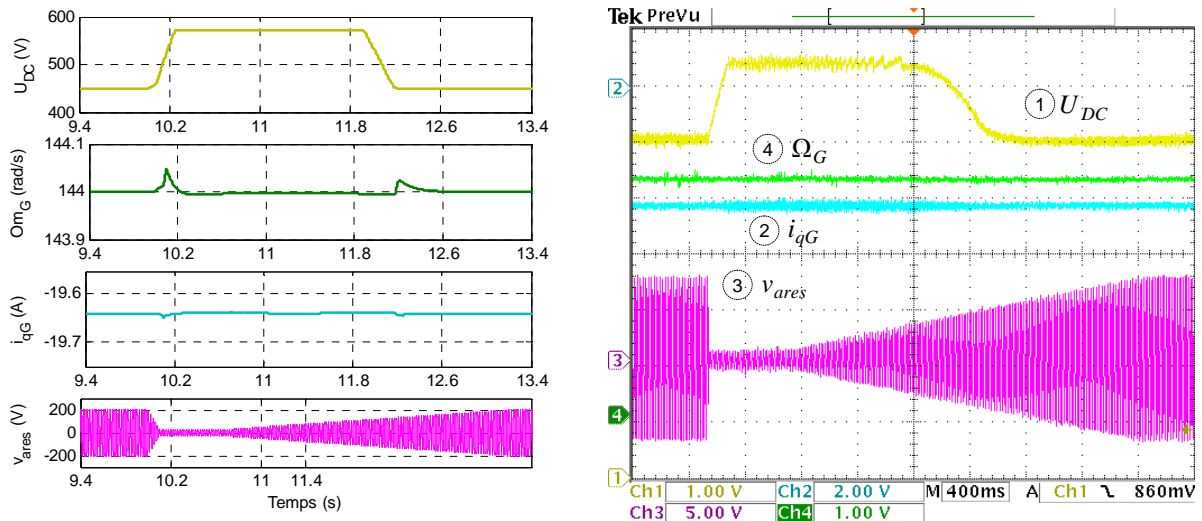 600
500
400
U_DC (V)
9.4 10.2 11 11.8 12.6 13.4
144.1
144
143.9
Om_G (rad/s)
9.4 10.2 11 11.8 12.6 13.4
-19.6
-19.7
i_qG (A)
9.4 10.2 11 11.8 12.6 13.4
200
0
-200
v_ares (V)
9.4 10.2 11 11.4 12.6 13.4
Temps (s)
Tek PreVu
2
1 U_DC
4 Ω_G
2 i_qG
3 v_ares
3
4
1
Ch1 1.00 V Ch2 2.00 V M 400ms A Ch1 860mV
Ch3 5.00 V Ch4 1.00 V